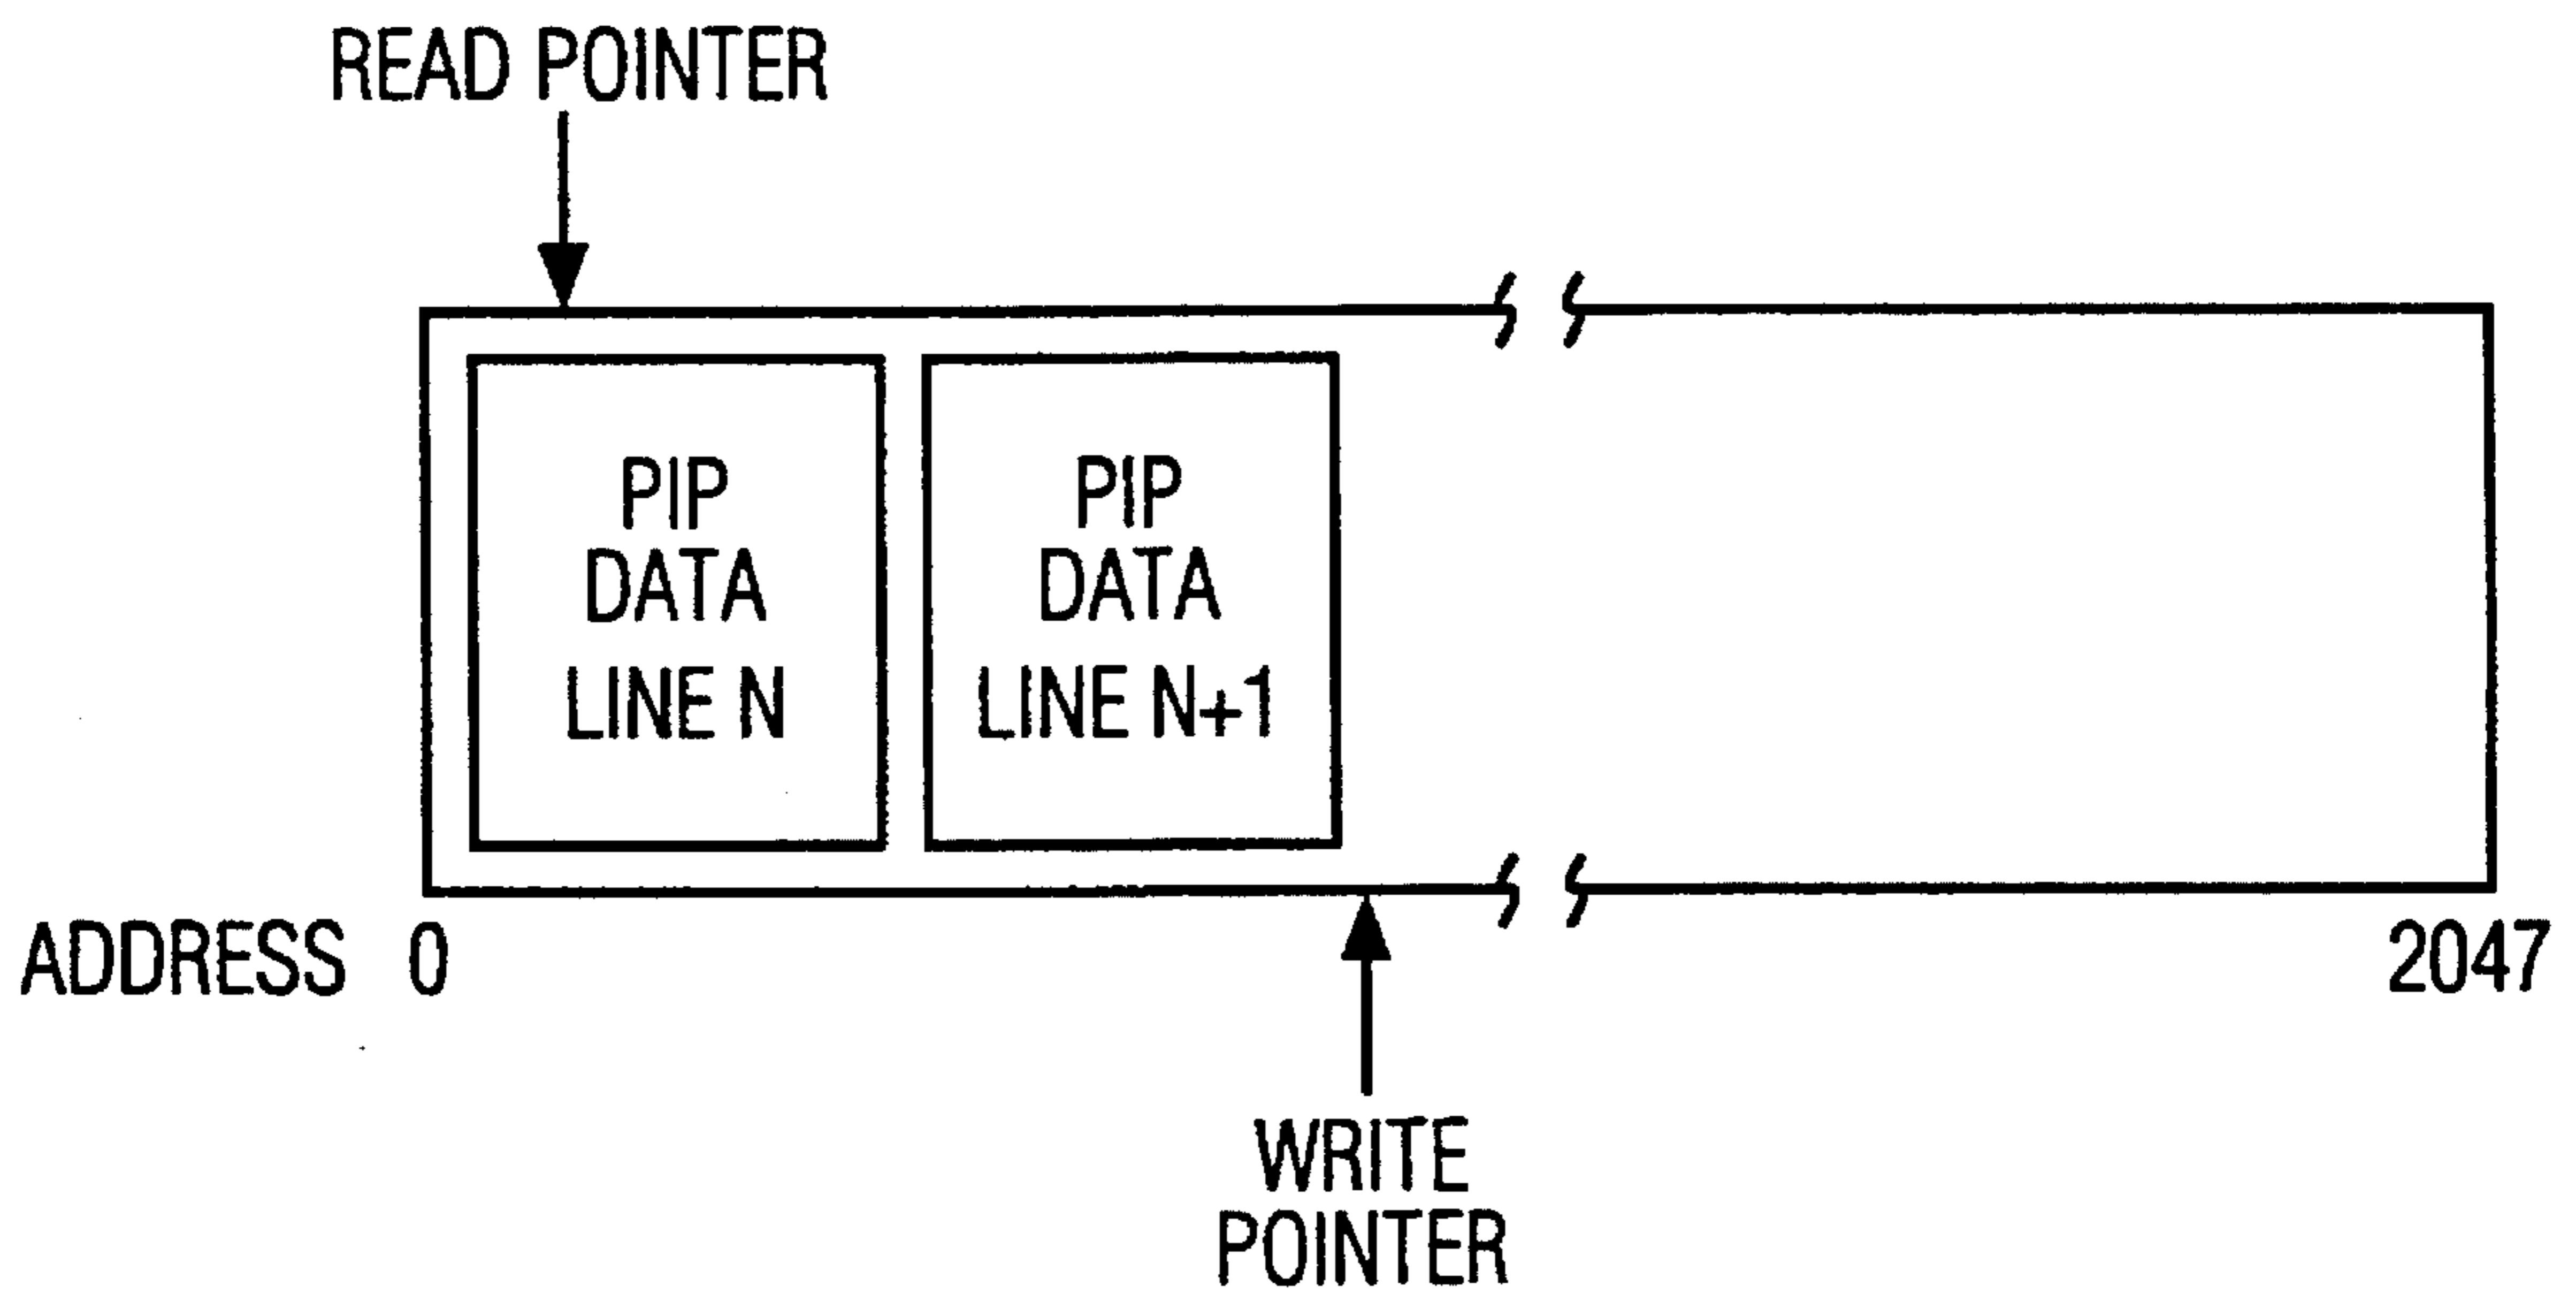 READ POINTER
PIP
DATA
LINE N
PIP
DATA
LINE N+1
ADDRESS 0
2047
WRITE
POINTER